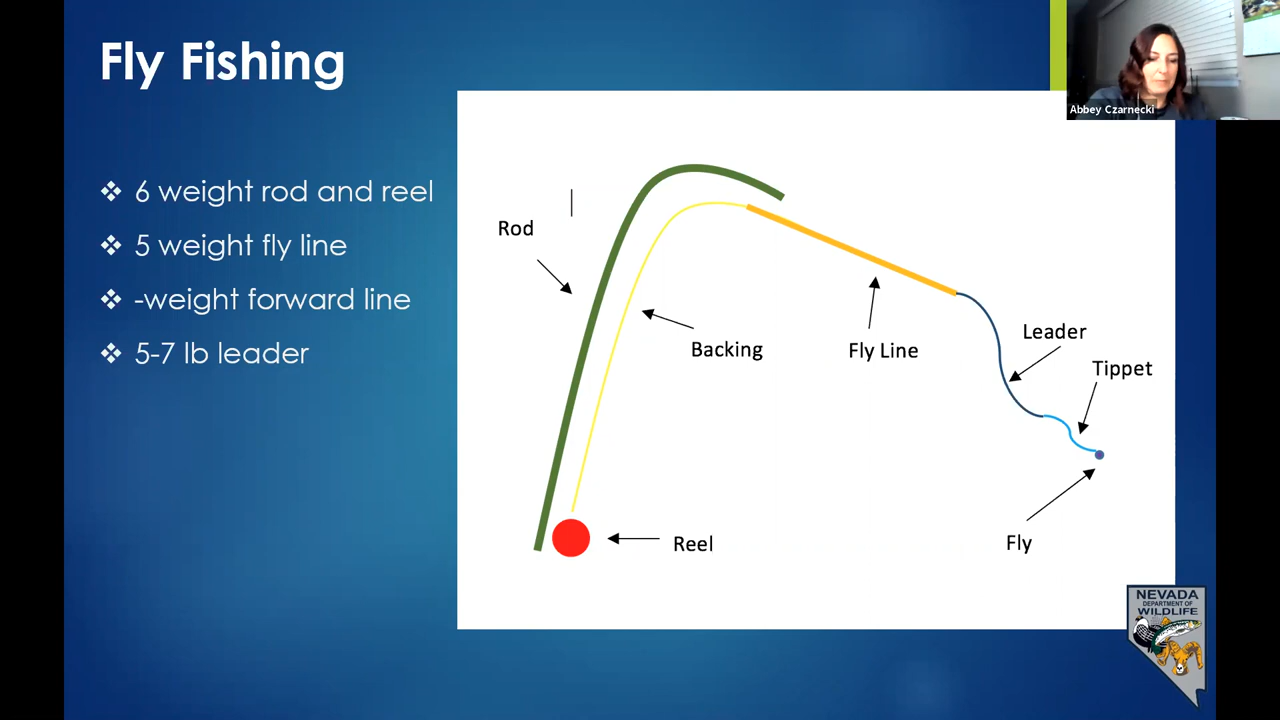 Fly Fishing
Abbey Czarnecki
❖ 6 weight rod and reel
❖ 5 weight fly line
❖ -weight forward line
❖ 5-7 lb leader
Rod
Backing
Fly Line
Leader
Tippet
Reel
Fly
NEVADA
DEPARTMENT OF
WILDLIFE